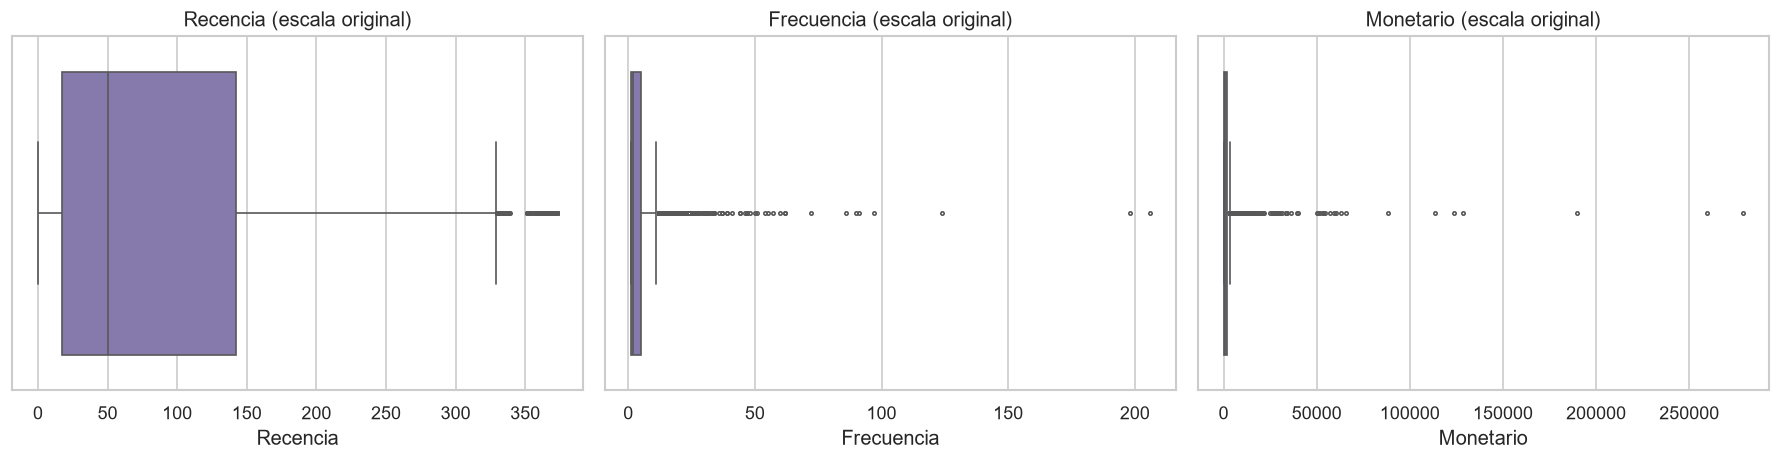 Recencia (escala original)
0 50 100 150 200 250 300 350
Recencia
Frecuencia (escala original)
0 50 100 150 200
Frecuencia
Monetario (escala original)
0 50000 100000 150000 200000 250000
Monetario